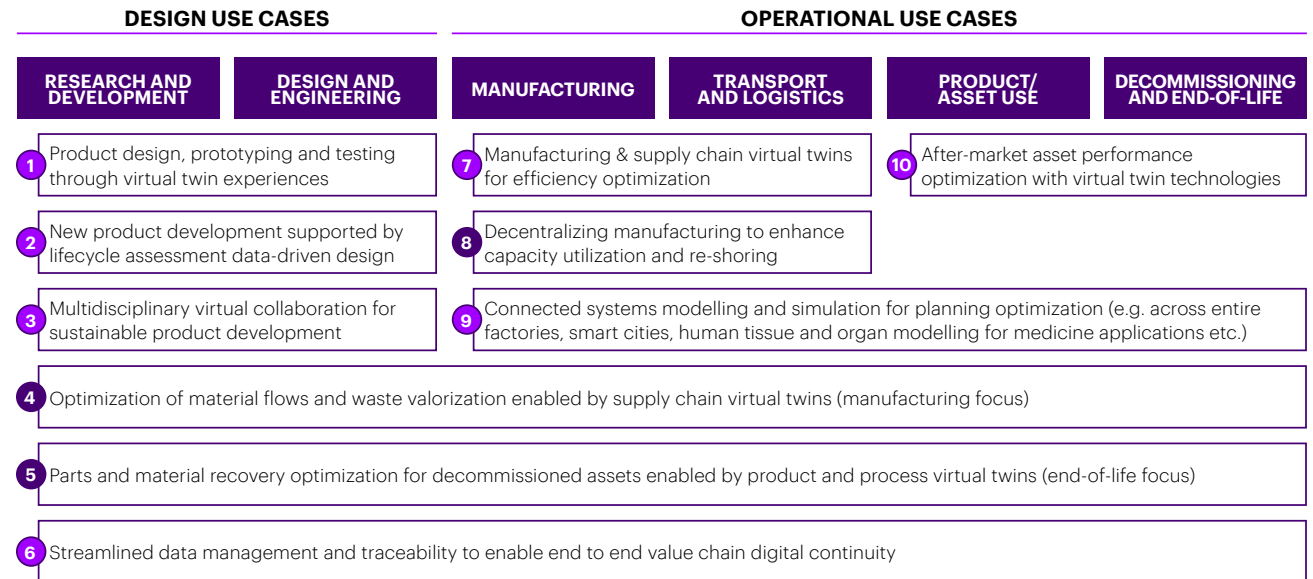 DESIGN USE CASES
OPERATIONAL USE CASES
RESEARCH AND
DEVELOPMENT
DESIGN AND
ENGINEERING
MANUFACTURING
TRANSPORT
AND LOGISTICS
PRODUCT/
ASSET USE
DECOMMISSIONING
AND END-OF-LIFE
1
Product design, prototyping and testing
through virtual twin experiences
7
Manufacturing & supply chain virtual twins
for efficiency optimization
10
After-market asset performance
optimization with virtual twin technologies
2
New product development supported by
lifecycle assessment data-driven design
8
Decentralizing manufacturing to enhance
capacity utilization and re-shoring
3
Multidisciplinary virtual collaboration for
sustainable product development
9
Connected systems modelling and simulation for planning optimization (e.g. across entire
factories, smart cities, human tissue and organ modelling for medicine applications etc.)
4
Optimization of material flows and waste valorization enabled by supply chain virtual twins (manufacturing focus)
5
Parts and material recovery optimization for decommissioned assets enabled by product and process virtual twins (end-of-life focus)
6
Streamlined data management and traceability to enable end to end value chain digital continuity